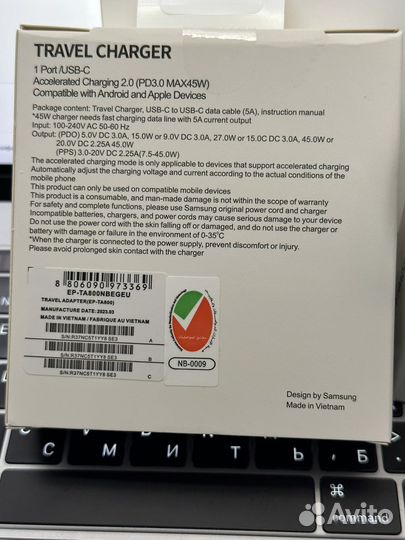 TRAVEL CHARGER
1 Port /USB-C
Accelerated Charging 2.0 (PD3.0 MAX45W)
Compatible with Android and Apple Devices
Package content: Travel Charger, USB-C to USB-C data cable (5A), instruction manual
*45W charger needs fast charging data line with 5A current output
Input: 100-240V AC 50-60 Hz
Output: (PDO) 5.0V DC 3.0A, 15.0W or 9.0V DC 3.0A, 27.0W or 15.0C DC 3.0A, 45.0W or
20.0V DC 2.25A 45.0W
(PPS) 3.0-20V DC 2.25A(7.5-45.0W)
The accelerated charging mode is only applicable to devices that support accelerated charging
Automatically adjust the charging voltage and current according to the actual conditions of the
mobile phone
This product can only be used on compatible mobile devices
This product is a consumable, and man-made damage is not within the scope of warranty
For safety and complete functions, please use Samsung original power cord and charger
Incompatible batteries, chargers, and power cords may cause serious damage to your device
Do not use the power cord with the skin falling off or damaged, and do not use the charger or
battery with damage or failure in the environment of 0-35°C
*When the charger is connected to the power supply, prevent discomfort or injury.
Please avoid prolonged skin contact with the charger
8 806090 973369
EP-TA800NBEGEU
TRAVEL ADAPTER(EP-TA800)
MANUFACTURE DATE: 2023.03
MADE IN VIETNAM / FABRIQUE AU VIETNAM
S/N:R37NC5T1YY8 SE3 A
S/N:R37NC5T1YY8 SE3 B
S/N:R37NC5T1YY8 SE3 C
NB-0009
Design by Samsung
Made in Vietnam
С М И Т Ь Б
⌘
command
Avito